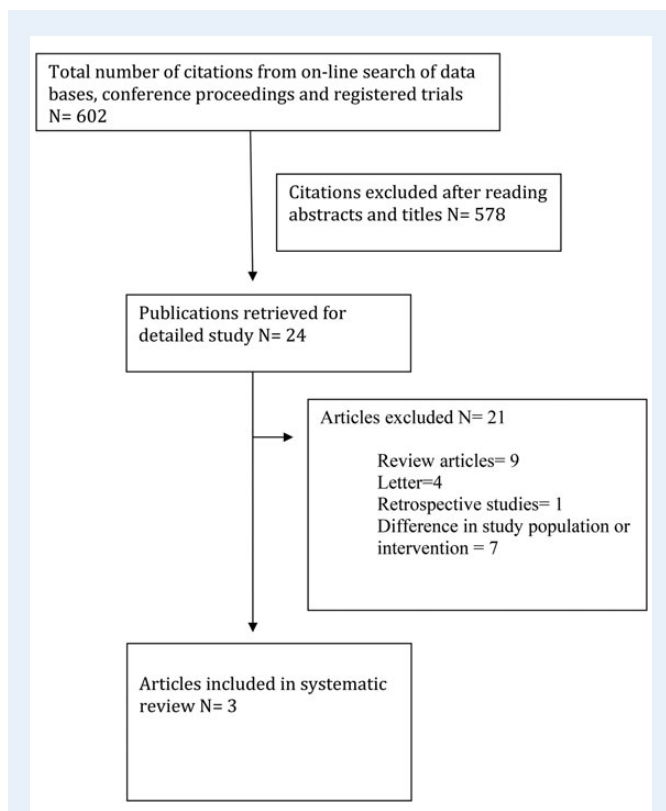 Total number of citations from on-line search of data
bases, conference proceedings and registered trials
N= 602
Citations excluded after reading
abstracts and titles N= 578
Publications retrieved for
detailed study N= 24
Articles excluded N= 21
Review articles= 9
Letter=4
Retrospective studies= 1
Difference in study population or
intervention = 7
Articles included in systematic
review N= 3